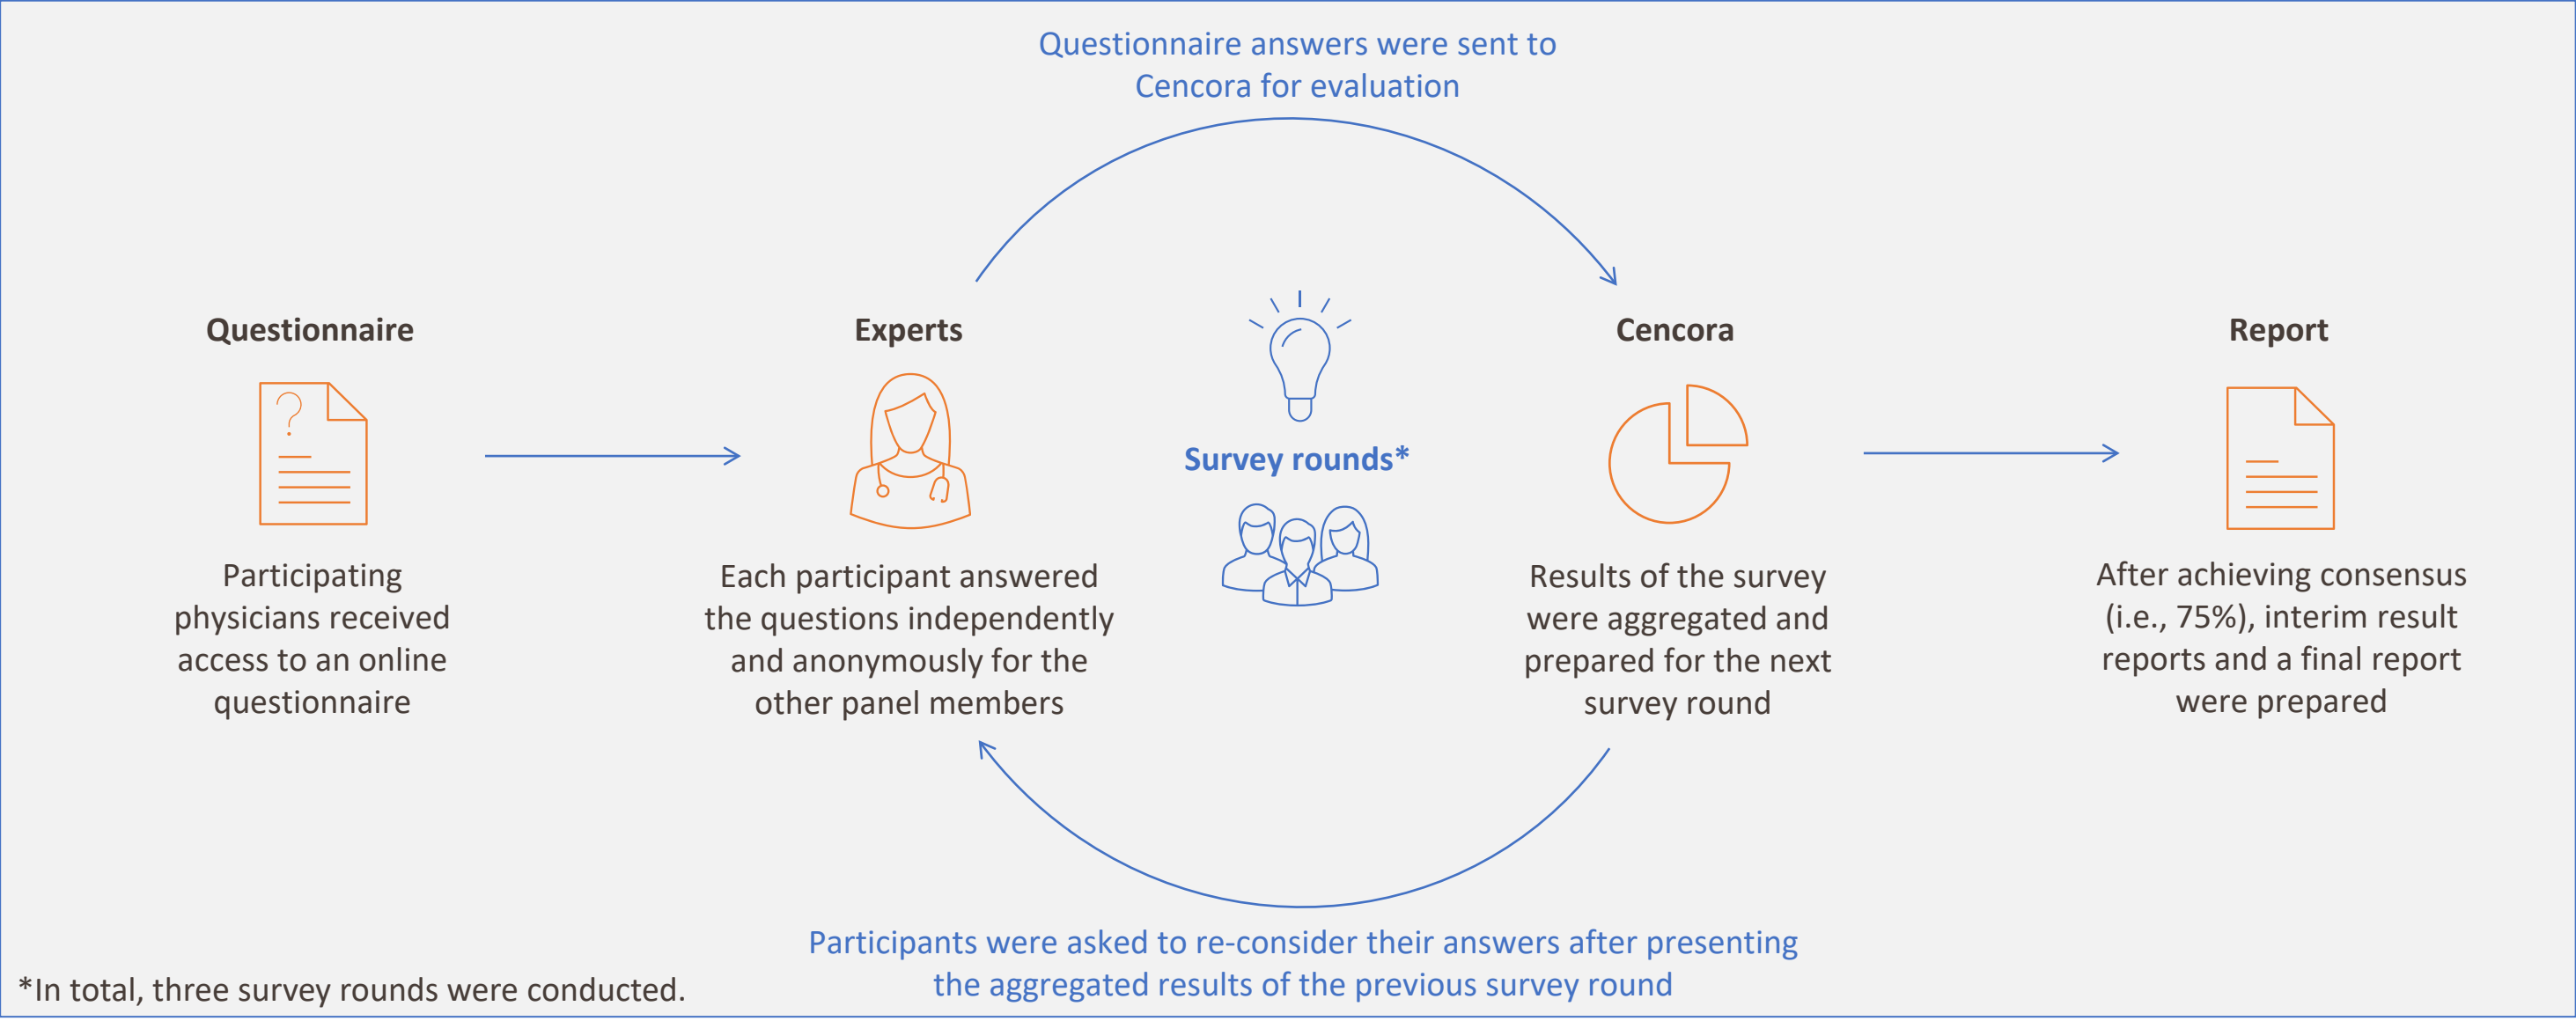 Questionnaire answers were sent to
Cencora for evaluation
Questionnaire
Participating
physicians received
access to an online
questionnaire
Experts
Each participant answered
the questions independently
and anonymously for the
other panel members
Survey rounds*
Cencora
Results of the survey
were aggregated and
prepared for the next
survey round
Report
After achieving consensus
(i.e., 75%), interim result
reports and a final report
were prepared
Participants were asked to re-consider their answers after presenting
the aggregated results of the previous survey round
*In total, three survey rounds were conducted.